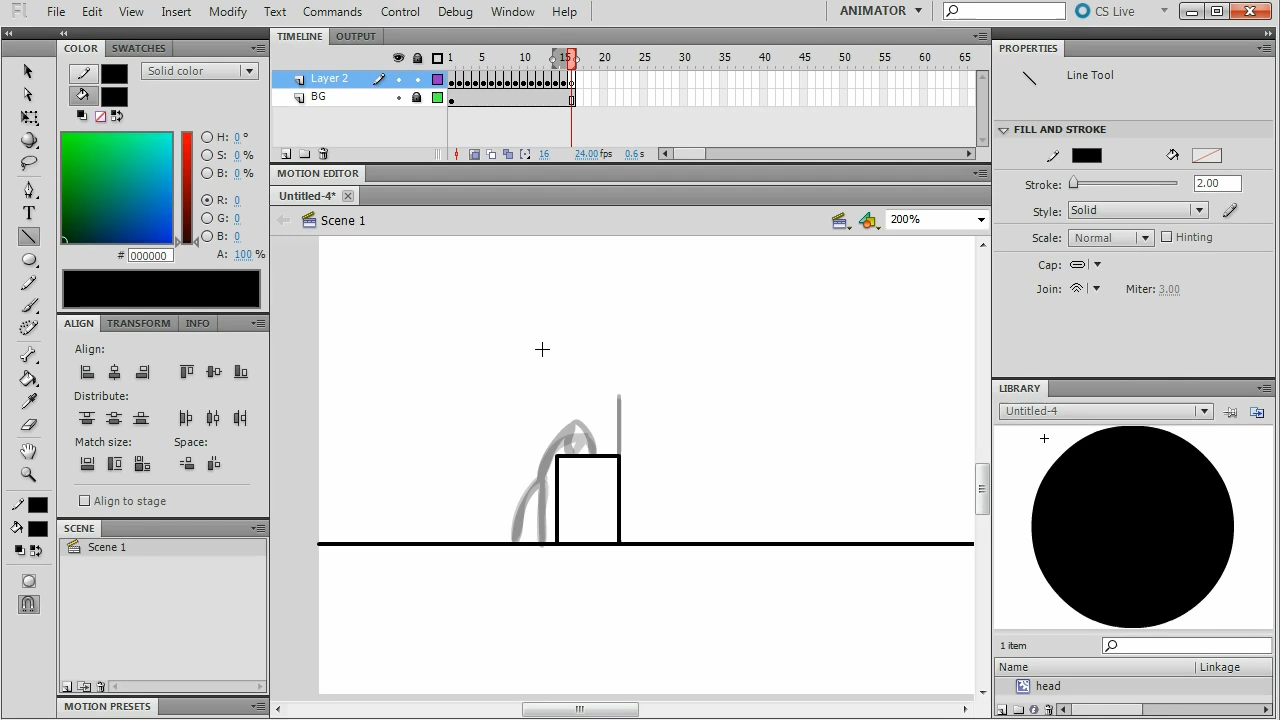 Fl File Edit View Insert Modify Text Commands Control Debug Window Help ANIMATOR CS Live
COLOR SWATCHES
Solid color
H: 0 °
S: 0 %
B: 0 %
R: 0
G: 0
B: 0
# 000000 A: 100 %
ALIGN TRANSFORM INFO
Align:
Distribute:
Match size: Space:
Align to stage
SCENE
Scene 1
MOTION PRESETS
TIMELINE OUTPUT
1 5 10 15 20 25 30 35 40 45 50 55 60 65
Layer 2
BG
16 24.00 fps 0.6 s
MOTION EDITOR
Untitled-4*
Scene 1 200%
PROPERTIES
Line Tool
FILL AND STROKE
Stroke: 2.00
Style: Solid
Scale: Normal Hinting
Cap:
Join: Miter: 3.00
LIBRARY
Untitled-4
1 item
Name Linkage
head
T